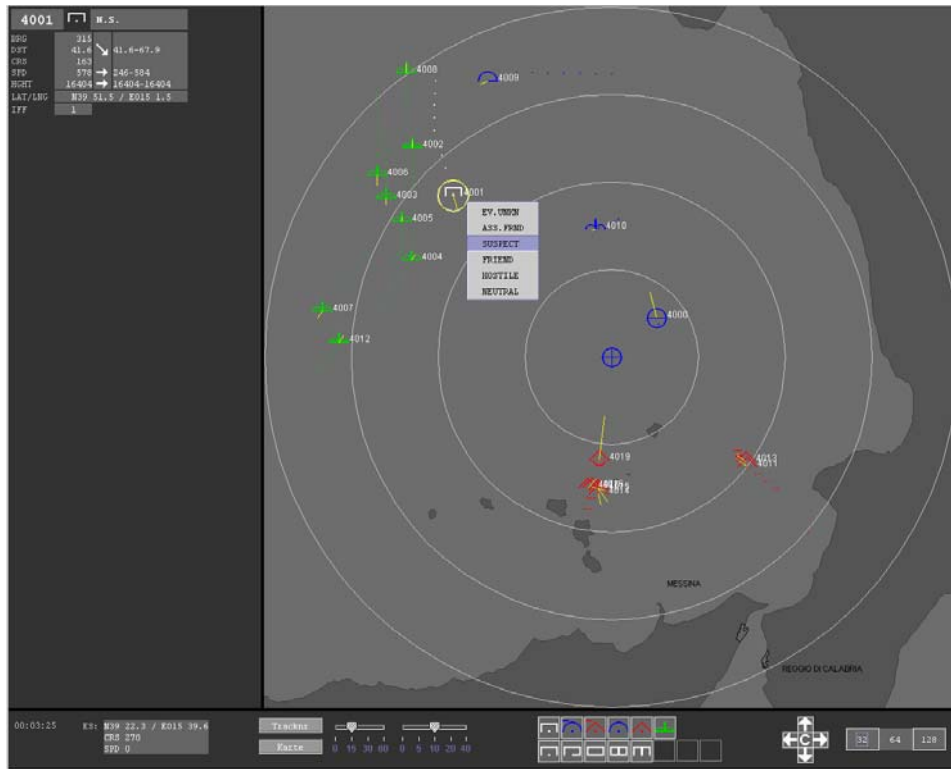 4001 N.S.
BRG 315
DST 41.6 41.6-67.9
CRS 163
SPD 578 246-584
HGHT 16404 16404-16404
LAT/LNG N39 51.5 / E015 1.5
IFF 1
4008
4009
4002
4006
4003
4001
4005
4004
EV.UNKN
ASS.FRND
SUSPECT
FRIEND
HOSTILE
NEUTRAL
4010
4007
4012
4000
4019
4013
4011
4014
MESSINA
REGGIO DI CALABRIA
00:03:25
ES: N39 22.3 / E015 39.6
CRS 270
SPD 0
Tracknr
Karte
0 15 30 60
0 5 10 20 40
C
32 64 128